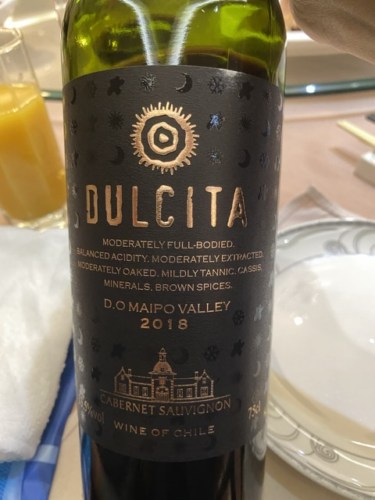 DULCITA
MODERATELY FULL-BODIED.
BALANCED ACIDITY. MODERATELY EXTRACTED.
MODERATELY OAKED. MILDLY TANNIC. CASSIS,
MINERALS, BROWN SPICES.
D.O MAIPO VALLEY
2018
CABERNET SAUVIGNON
75cl
WINE OF CHILE